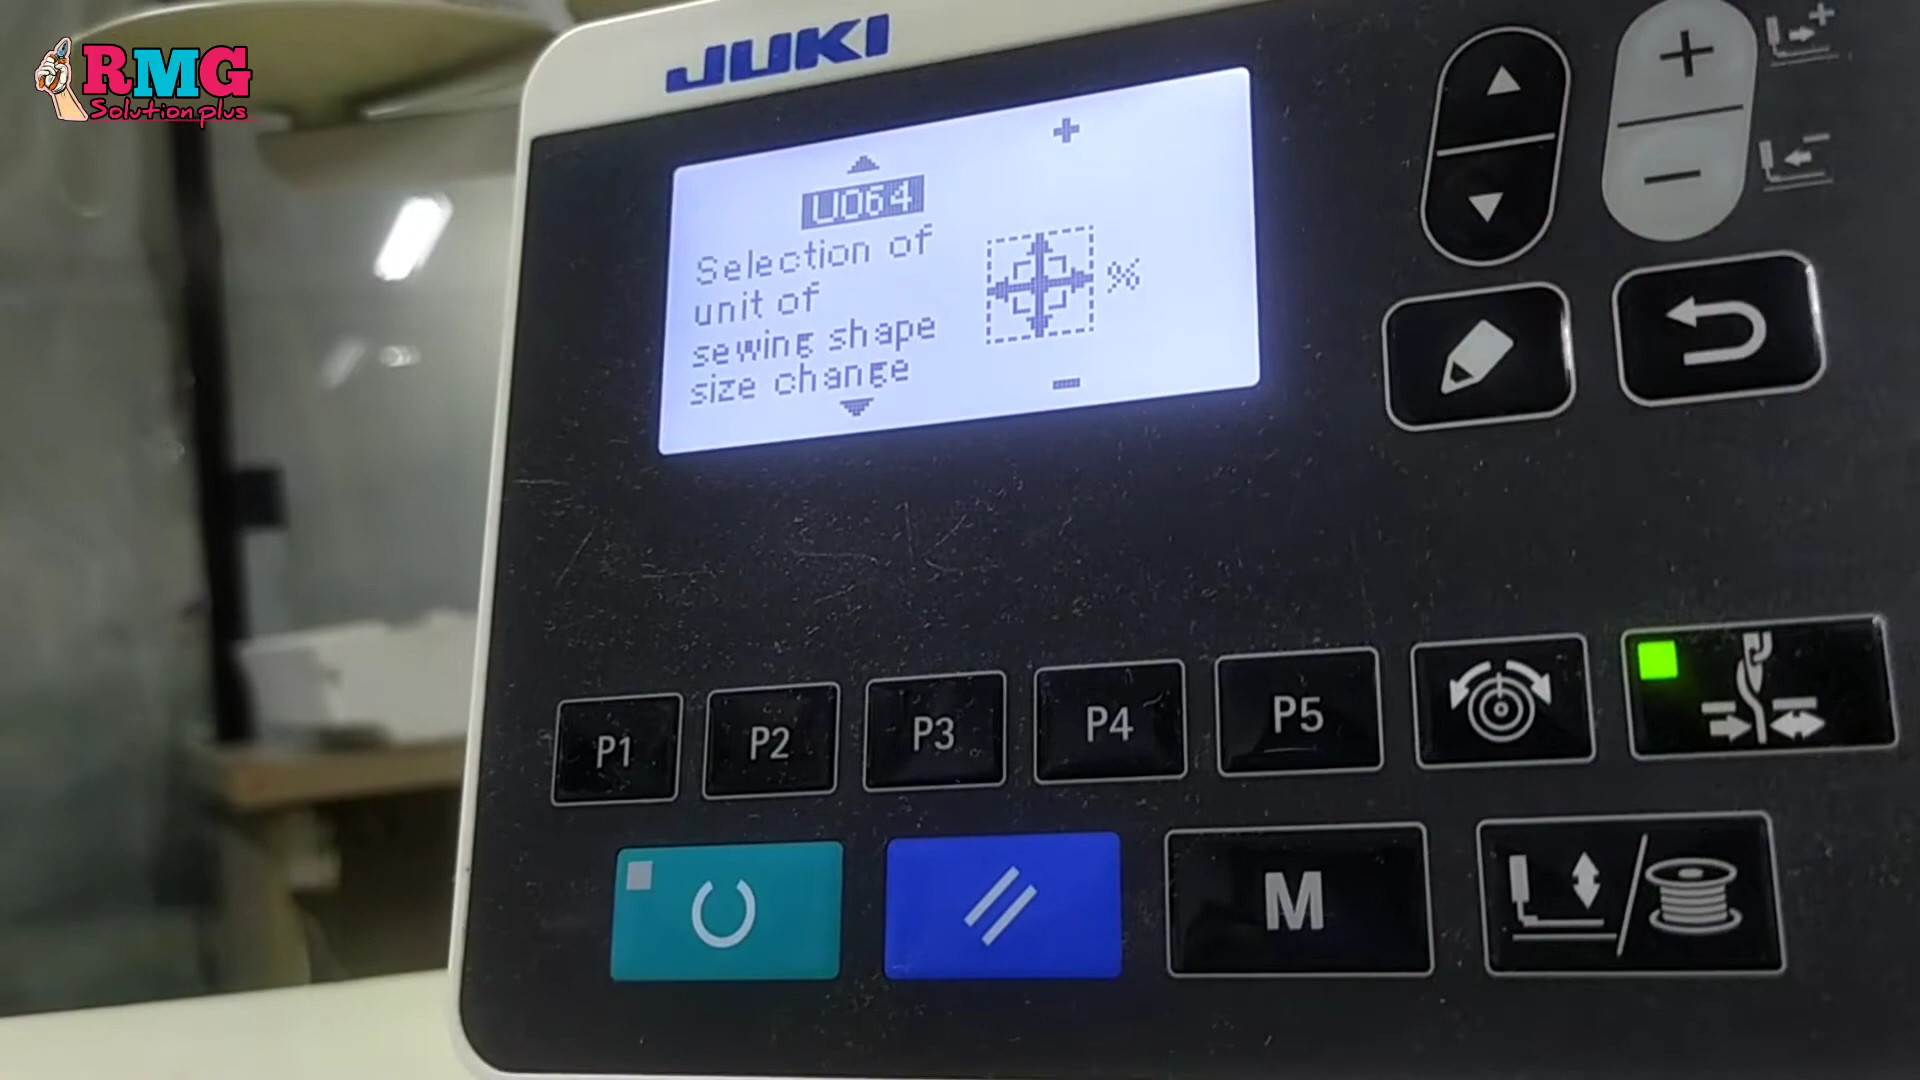 RMG
Solution plus
JUKI
U064
Selection of
unit of
sewing shape
size change
%
P1 P2 P3 P4 P5
M